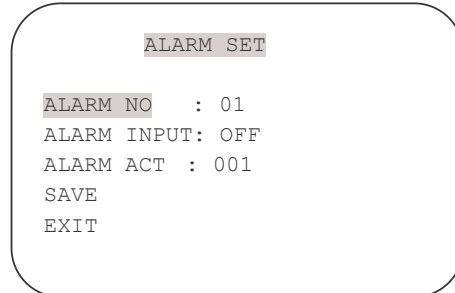 ALARM SET
ALARM NO : 01
ALARM INPUT: OFF
ALARM ACT : 001
SAVE
EXIT